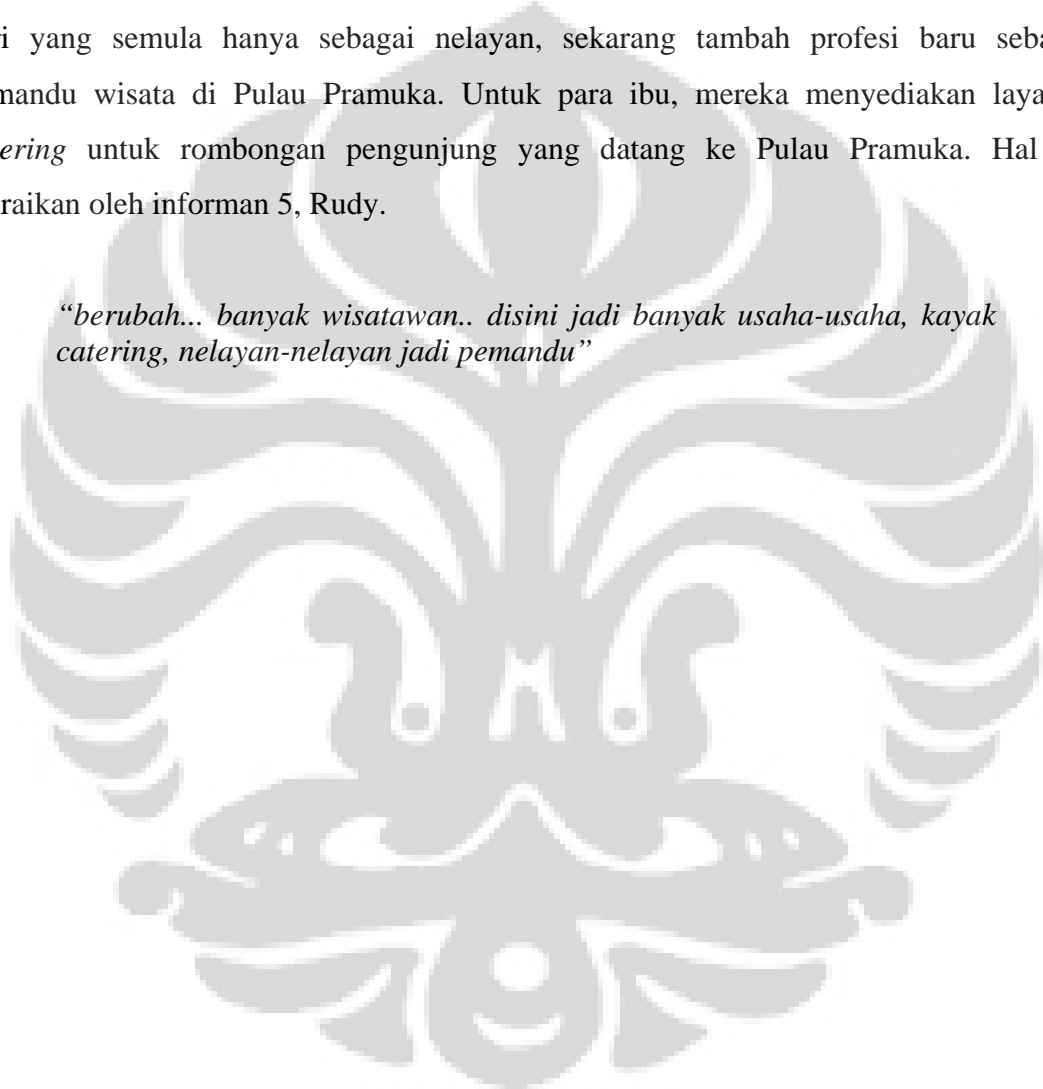 i yang semula hanya sebagai nelayan, sekarang tambah profesi baru seba
mandu wisata di Pulau Pramuka. Untuk para ibu, mereka menyediakan laya
ering untuk rombongan pengunjung yang datang ke Pulau Pramuka. Hal
raikan oleh informan 5, Rudy.
“berubah... banyak wisatawan.. disini jadi banyak usaha-usaha, kayak
catering, nelayan-nelayan jadi pemandu”